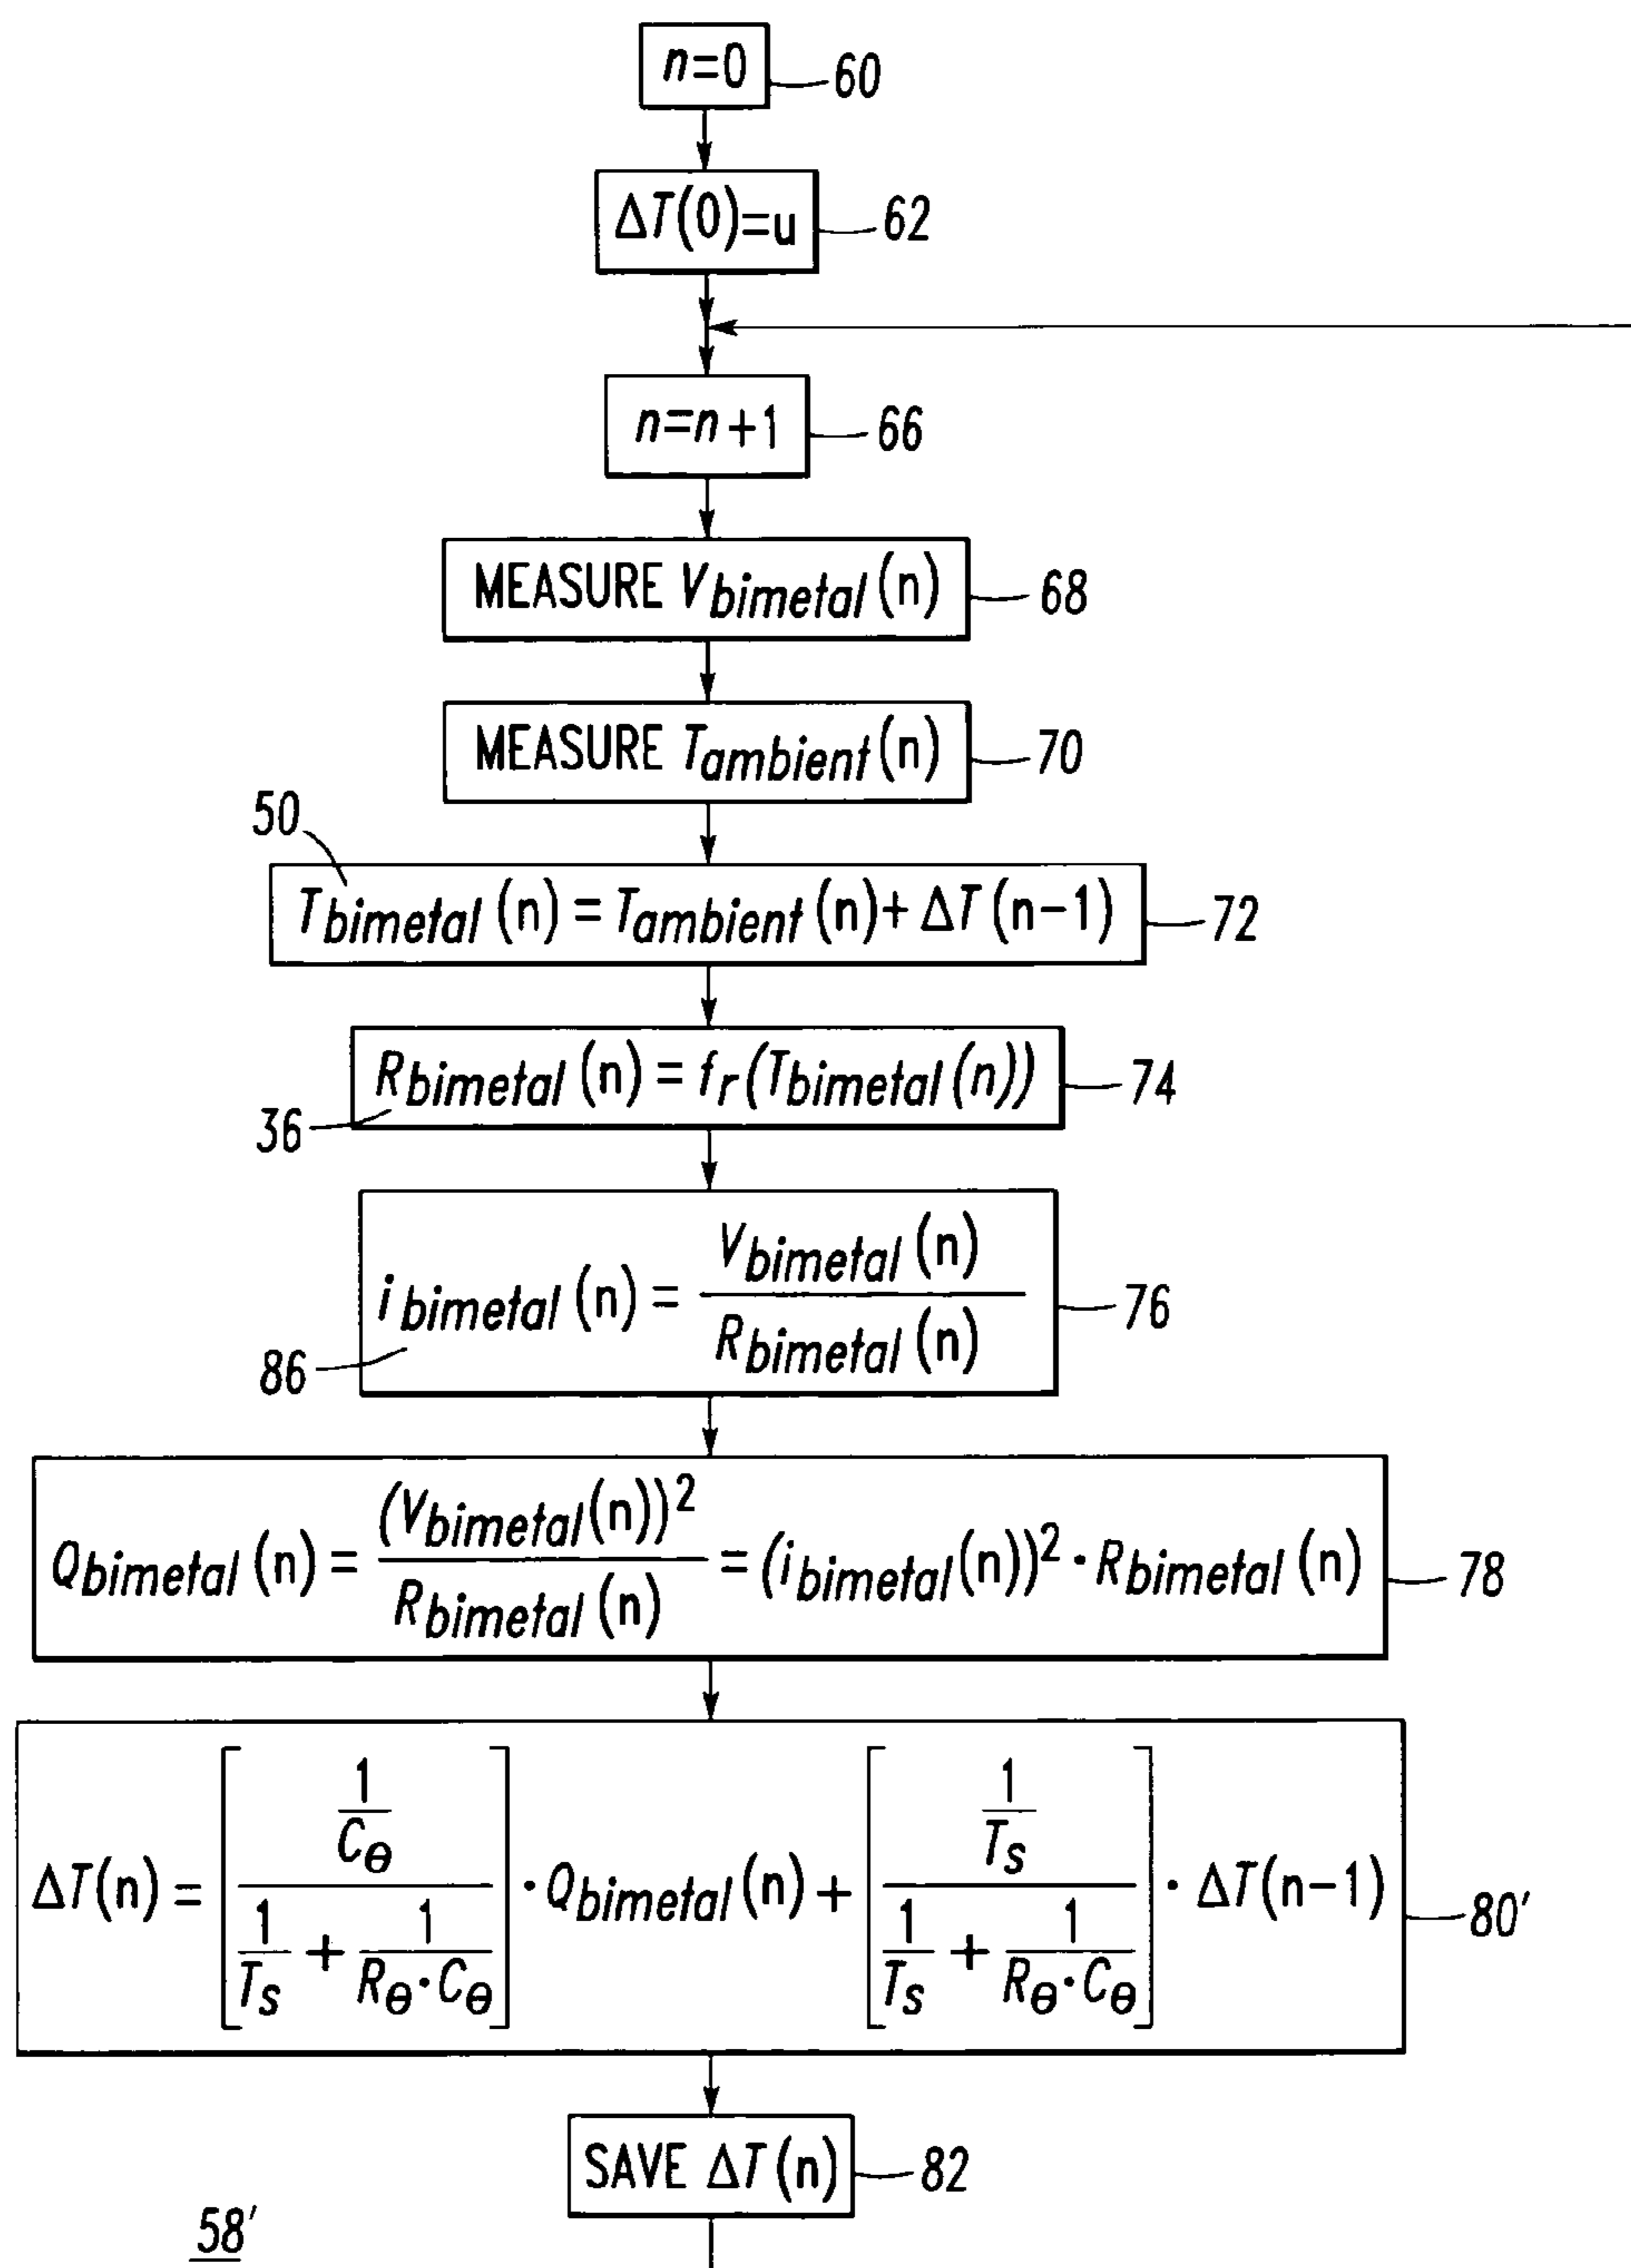 n=0 60
ΔT(0)=u 62
n=n+1 66
MEASURE Vbimetal(n) 68
MEASURE Tambient(n) 70
50
Tbimetal(n) = Tambient(n)+ ΔT(n-1) 72
Rbimetal(n) = fr(Tbimetal(n)) 74
36
ibimetal(n) = Vbimetal(n) / Rbimetal(n) 76
86
Qbimetal(n) = (Vbimetal(n))² / Rbimetal(n) = (ibimetal(n))² · Rbimetal(n) 78
ΔT(n) = [ (1/Cθ) / (1/Ts + 1/(Rθ·Cθ)) ] · Qbimetal(n) + [ (1/Ts) / (1/Ts + 1/(Rθ·Cθ)) ] · ΔT(n-1) 80'
SAVE ΔT(n) 82
58'